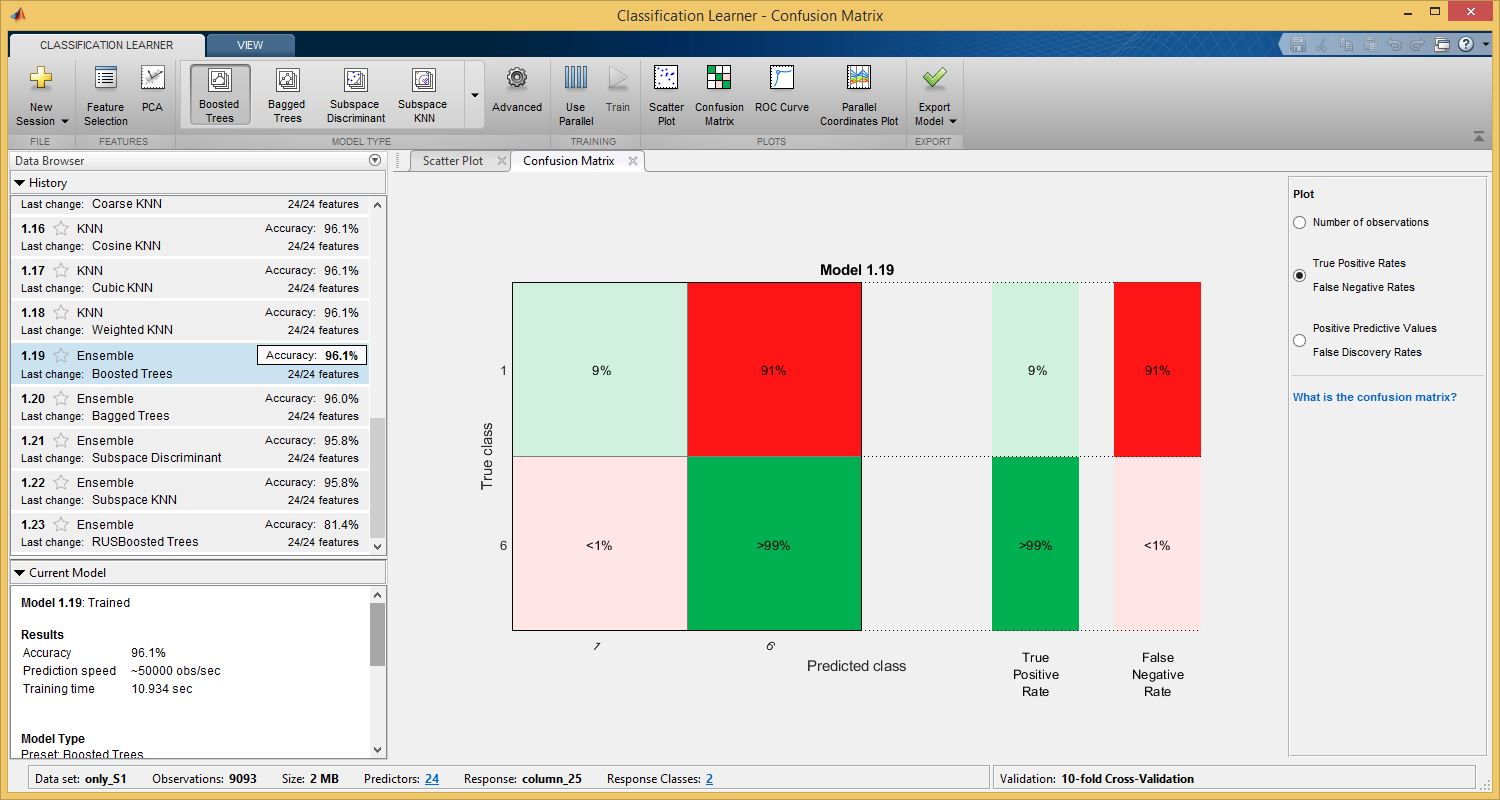 Classification Learner - Confusion Matrix
CLASSIFICATION LEARNER
VIEW
New Session
Feature Selection
PCA
Boosted Trees
Bagged Trees
Subspace Discriminant
Subspace KNN
Advanced
Use Parallel
Train
Scatter Plot
Confusion Matrix
ROC Curve
Parallel Coordinates Plot
Export Model
FILE
FEATURES
MODEL TYPE
TRAINING
PLOTS
EXPORT
Data Browser
Scatter Plot
Confusion Matrix
History
Last change: Coarse KNN 24/24 features
1.16 KNN Accuracy: 96.1%
Last change: Cosine KNN 24/24 features
1.17 KNN Accuracy: 96.1%
Last change: Cubic KNN 24/24 features
1.18 KNN Accuracy: 96.1%
Last change: Weighted KNN 24/24 features
1.19 Ensemble Accuracy: 96.1%
Last change: Boosted Trees 24/24 features
1.20 Ensemble Accuracy: 96.0%
Last change: Bagged Trees 24/24 features
1.21 Ensemble Accuracy: 95.8%
Last change: Subspace Discriminant 24/24 features
1.22 Ensemble Accuracy: 95.8%
Last change: Subspace KNN 24/24 features
1.23 Ensemble Accuracy: 81.4%
Last change: RUSBoosted Trees 24/24 features
Current Model
Model 1.19: Trained
Results
Accuracy 96.1%
Prediction speed ~50000 obs/sec
Training time 10.934 sec
Model Type
Preset: Boosted Trees
Model 1.19
True class
1
9%
91%
9%
91%
6
<1%
>99%
>99%
<1%
1
6
Predicted class
True
Positive
Rate
False
Negative
Rate
Plot
Number of observations
True Positive Rates
False Negative Rates
Positive Predictive Values
False Discovery Rates
What is the confusion matrix?
Data set: only_S1 Observations: 9093 Size: 2 MB Predictors: 24 Response: column_25 Response Classes: 2
Validation: 10-fold Cross-Validation